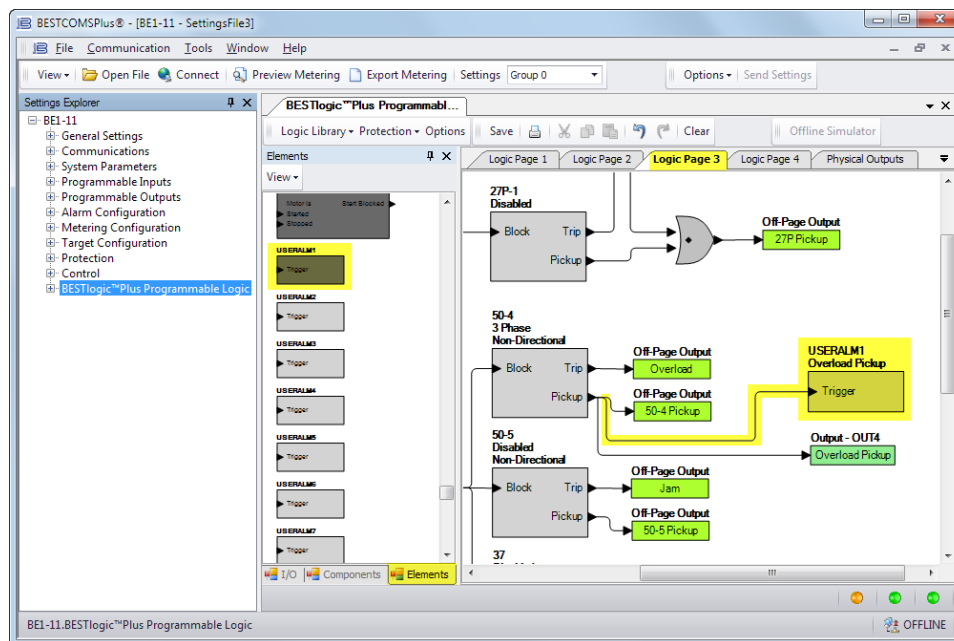 BESTCOMSPlus® - [BE1-11 - SettingsFile3]
File Communication Tools Window Help
View Open File Connect Preview Metering Export Metering Settings Group 0 Options Send Settings
Settings Explorer
BE1-11
General Settings
Communications
System Parameters
Programmable Inputs
Programmable Outputs
Alarm Configuration
Metering Configuration
Target Configuration
Protection
Control
BESTlogic™Plus Programmable Logic
BESTlogic™Plus Programmabl...
Logic Library Protection Options Save Clear Offline Simulator
Elements
View
Motor Is Start Blocked
Started
Stopped
USERALM1
Trigger
USERALM2
Trigger
USERALM3
Trigger
USERALM4
Trigger
USERALM5
Trigger
USERALM6
Trigger
USERALM7
Trigger
I/O Components Elements
Logic Page 1 Logic Page 2 Logic Page 3 Logic Page 4 Physical Outputs
27P-1
Disabled
Block Trip
Pickup
Off-Page Output
27P Pickup
50-4
3 Phase
Non-Directional
Block Trip
Pickup
Off-Page Output
Overload
Off-Page Output
50-4 Pickup
USERALM1
Overload Pickup
Trigger
Output - OUT4
Overload Pickup
50-5
Disabled
Non-Directional
Block Trip
Pickup
Off-Page Output
Jam
Off-Page Output
50-5 Pickup
37
BE1-11.BESTlogic™Plus Programmable Logic OFFLINE